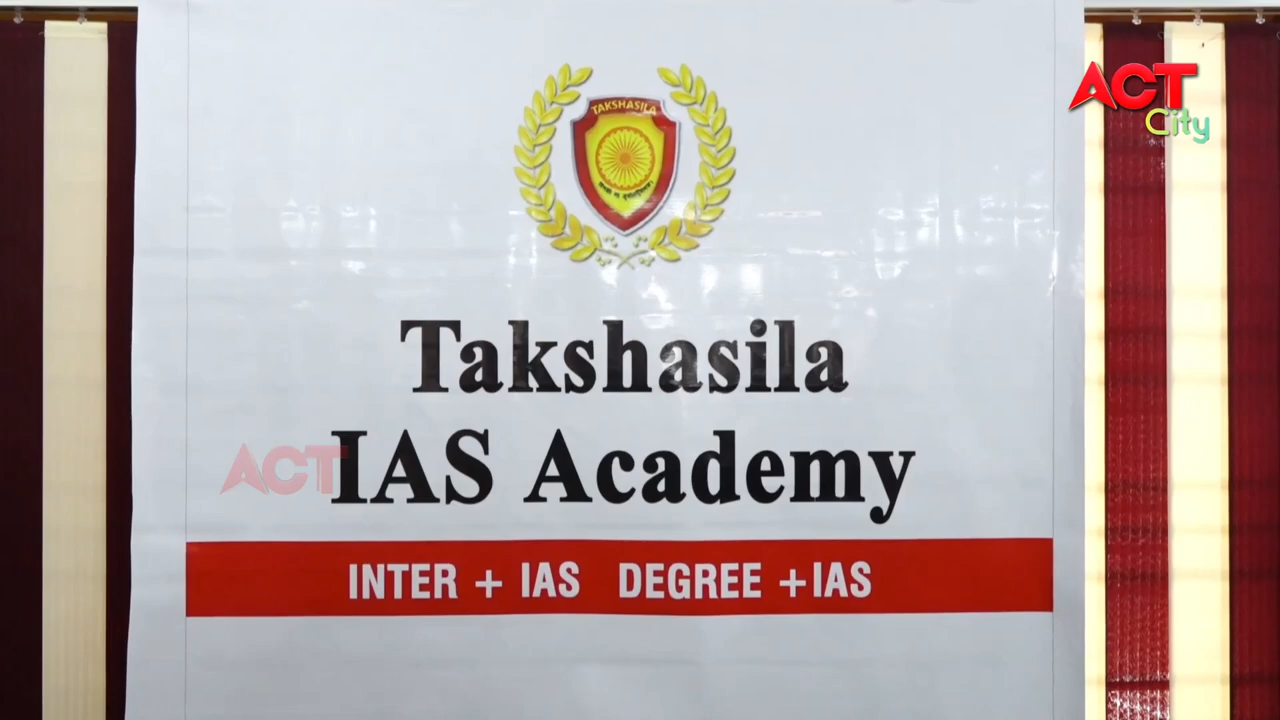 ACT
City
TAKSHASILA
Takshasila
ACT
IAS Academy
INTER + IAS DEGREE +IAS